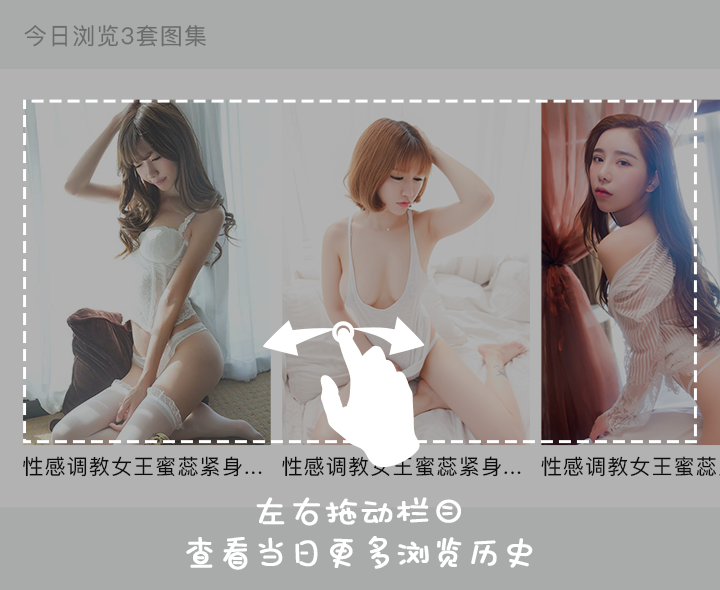 今日浏览3套图集
性感调教女王蜜蕊紧身...
性感调教女王蜜蕊紧身...
性感调教女王蜜蕊
左右拖动栏目
查看当日更多浏览历史